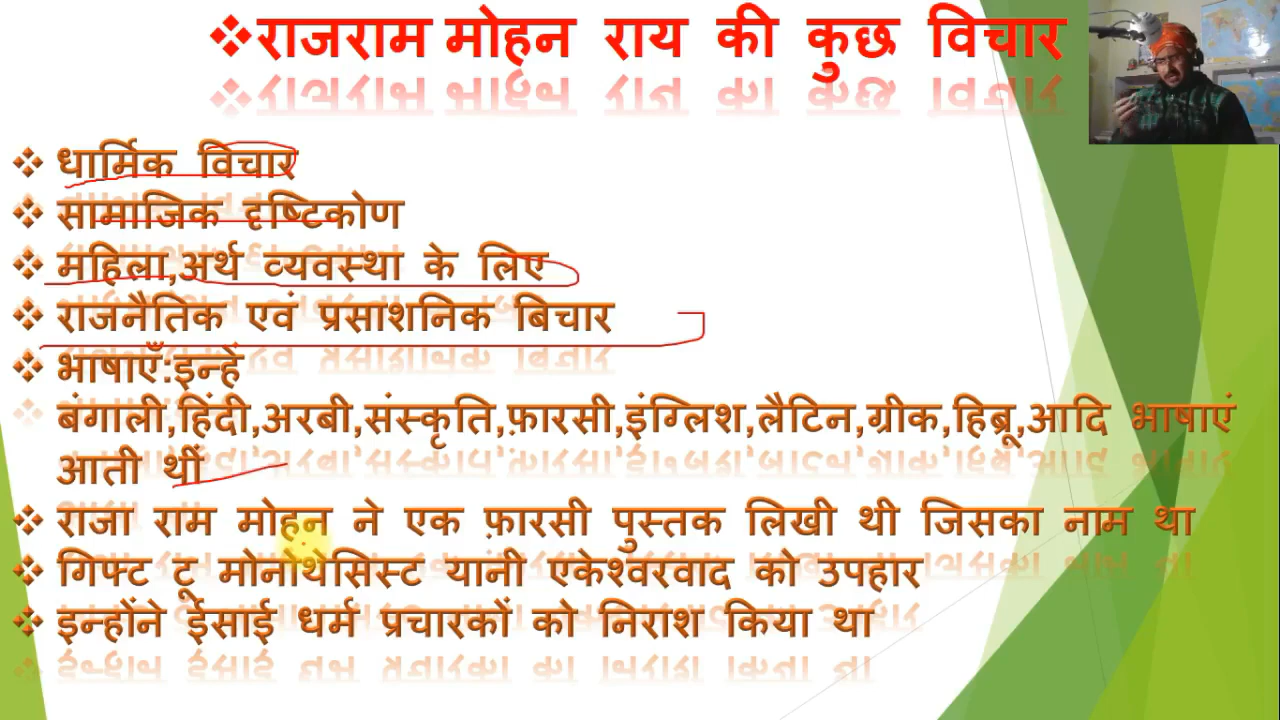 ❖राजराम मोहन राय की कुछ विचार
❖ धार्मिक विचार
❖ सामाजिक दृष्टिकोण
❖ महिला,अर्थ व्यवस्था के लिए
❖ राजनैतिक एवं प्रसाशनिक बिचार
❖ भाषाएँ:इन्हें
बंगाली,हिंदी,अरबी,संस्कृति,फ़ारसी,इंग्लिश,लैटिन,ग्रीक,हिब्रू,आदि भाषाएं
आती थीं
❖ राजा राम मोहन ने एक फ़ारसी पुस्तक लिखी थी जिसका नाम था
❖ गिफ्ट टू मोनोथेसिस्ट यांनी एकेश्वरवाद को उपहार
❖ इन्होंने ईसाई धर्म प्रचारकों को निराश किया था